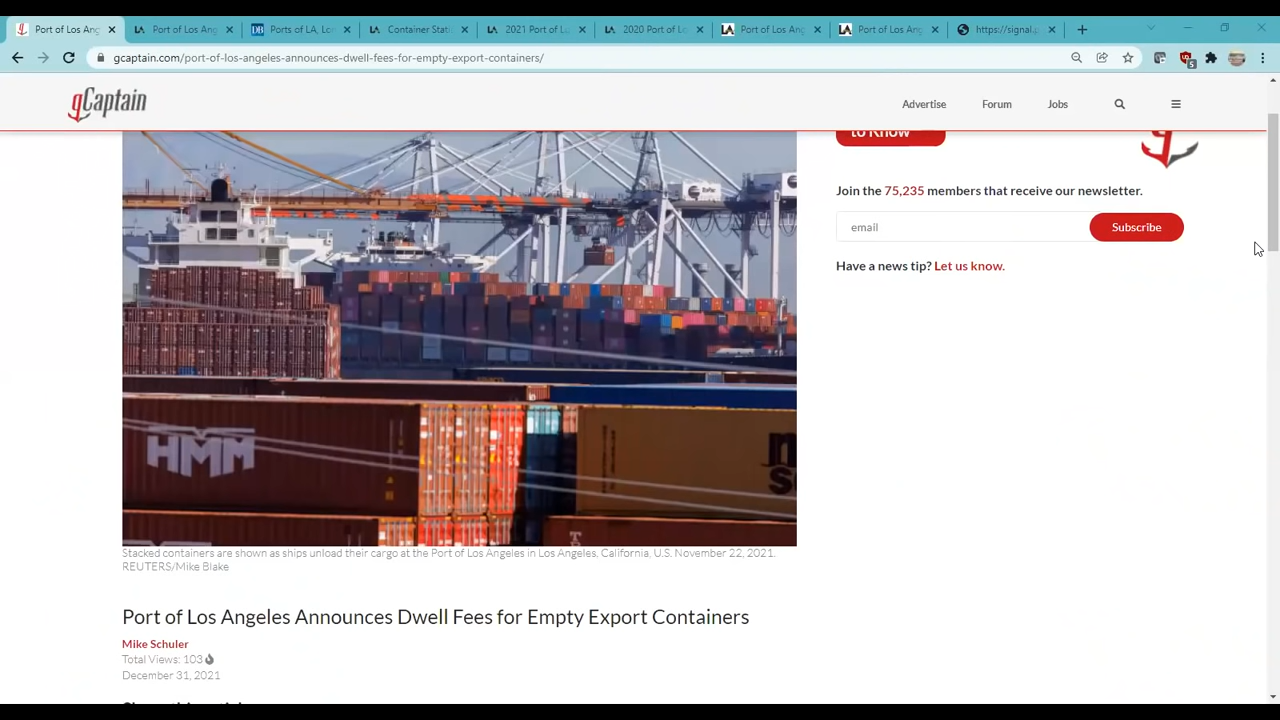 Port of Los Ang
Port of Los Ang
Ports of LA, Lon
Container Statis
2021 Port of Lo
2020 Port of Lo
Port of Los Ang
Port of Los Ang
https://signal.p
gcaptain.com/port-of-los-angeles-announces-dwell-fees-for-empty-export-containers/
5
gCaptain
Advertise
Forum
Jobs
to Know
Join the 75,235 members that receive our newsletter.
email
Subscribe
Have a news tip? Let us know.
HMM
Stacked containers are shown as ships unload their cargo at the Port of Los Angeles in Los Angeles, California, U.S. November 22, 2021.
REUTERS/Mike Blake
Port of Los Angeles Announces Dwell Fees for Empty Export Containers
Mike Schuler
Total Views: 103
December 31, 2021